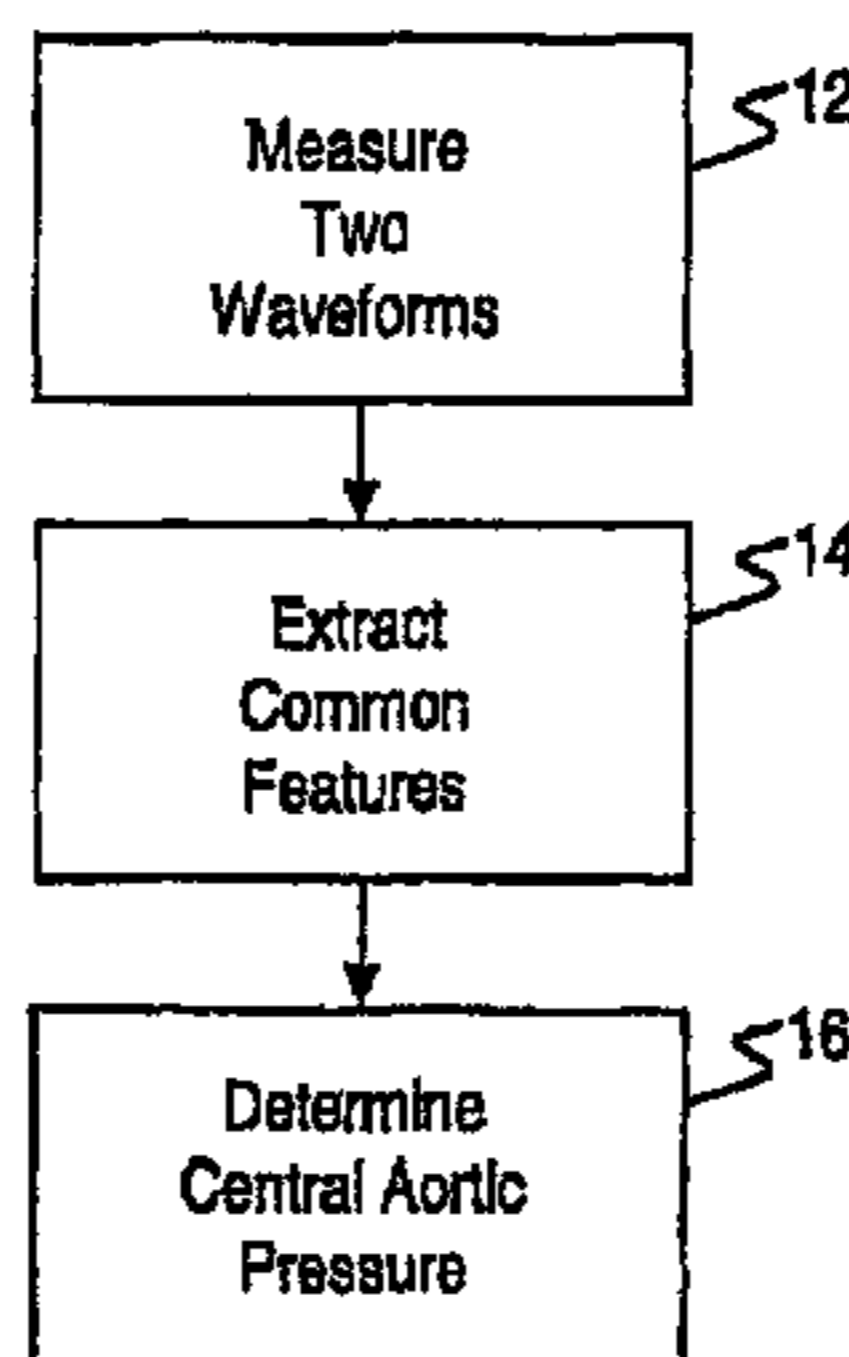 Measure
Two
Waveforms
12
Extract
Common
Features
14
Determine
Central Aortic
Pressure
16